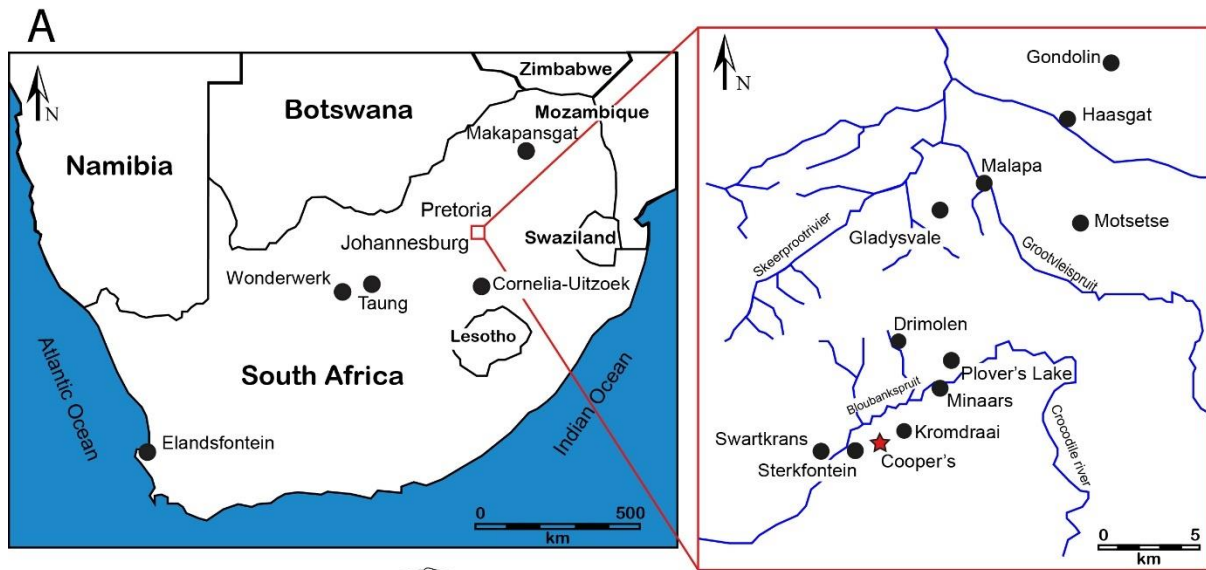 A
N
Zimbabwe
Botswana
Mozambique
Makapansgat
Namibia
Pretoria
Johannesburg
Swaziland
Wonderwerk
Taung
Cornelia-Uitzoek
Lesotho
South Africa
Atlantic Ocean
Indian Ocean
Elandsfontein
0 500
km
N
Gondolin
Haasgat
Malapa
Motsetse
Gladysvale
Skeerprootrivier
Grootvleispruit
Drimolen
Plover's Lake
Bloubankspruit
Minaars
Kromdraai
Swartkrans
Sterkfontein
Cooper's
Crocodile river
0 5
km